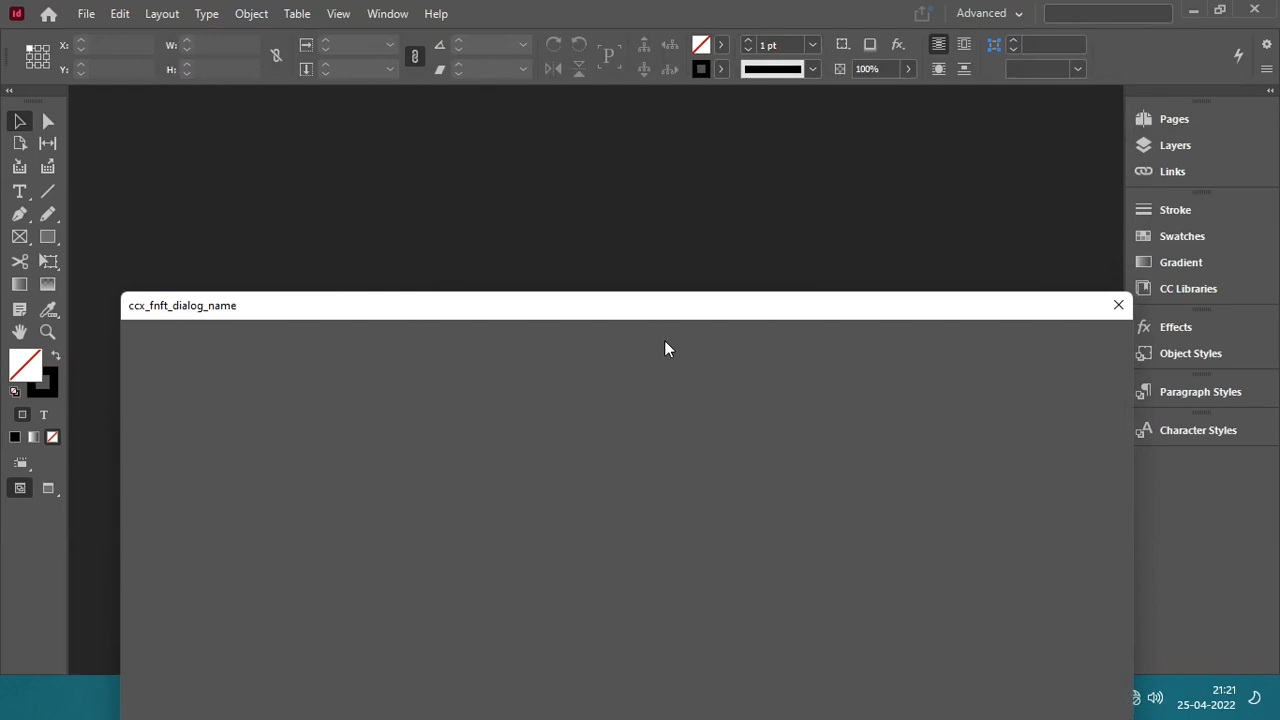 Id File Edit Layout Type Object Table View Window Help Advanced
X: W: 1 pt
Y: H: P 100%
Pages
Layers
Links
Stroke
Swatches
Gradient
CC Libraries
Effects
Object Styles
Paragraph Styles
Character Styles
T
T
ccx_fnft_dialog_name
21:21
25-04-2022